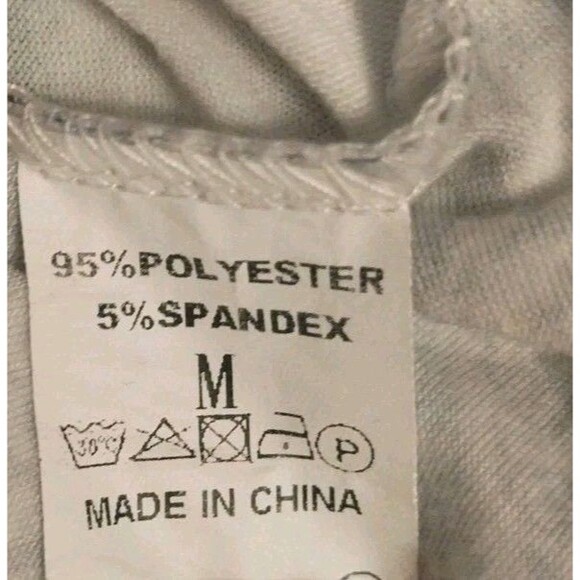 95%POLYESTER
5%SPANDEX
M
30°C P
MADE IN CHINA